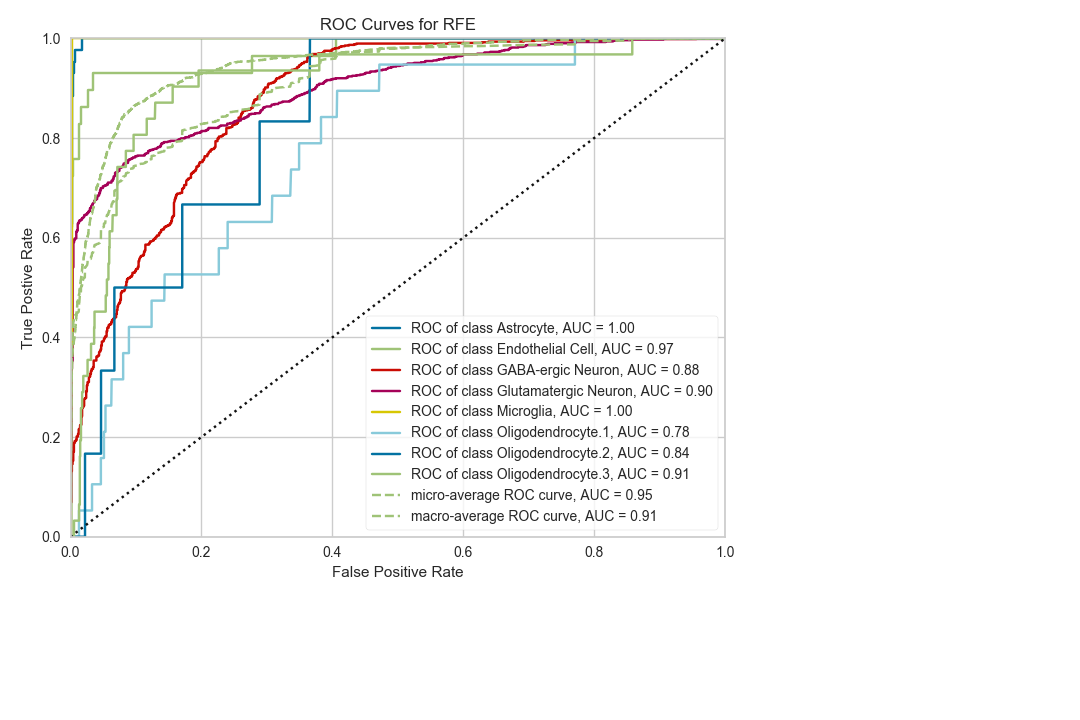 ROC Curves for RFE
1.0
0.8
0.6
0.4
0.2
0.0
True Postive Rate
ROC of class Astrocyte, AUC = 1.00
ROC of class Endothelial Cell, AUC = 0.97
ROC of class GABA-ergic Neuron, AUC = 0.88
ROC of class Glutamatergic Neuron, AUC = 0.90
ROC of class Microglia, AUC = 1.00
ROC of class Oligodendrocyte.1, AUC = 0.78
ROC of class Oligodendrocyte.2, AUC = 0.84
ROC of class Oligodendrocyte.3, AUC = 0.91
micro-average ROC curve, AUC = 0.95
macro-average ROC curve, AUC = 0.91
0.0 0.2 0.4 0.6 0.8 1.0
False Positive Rate